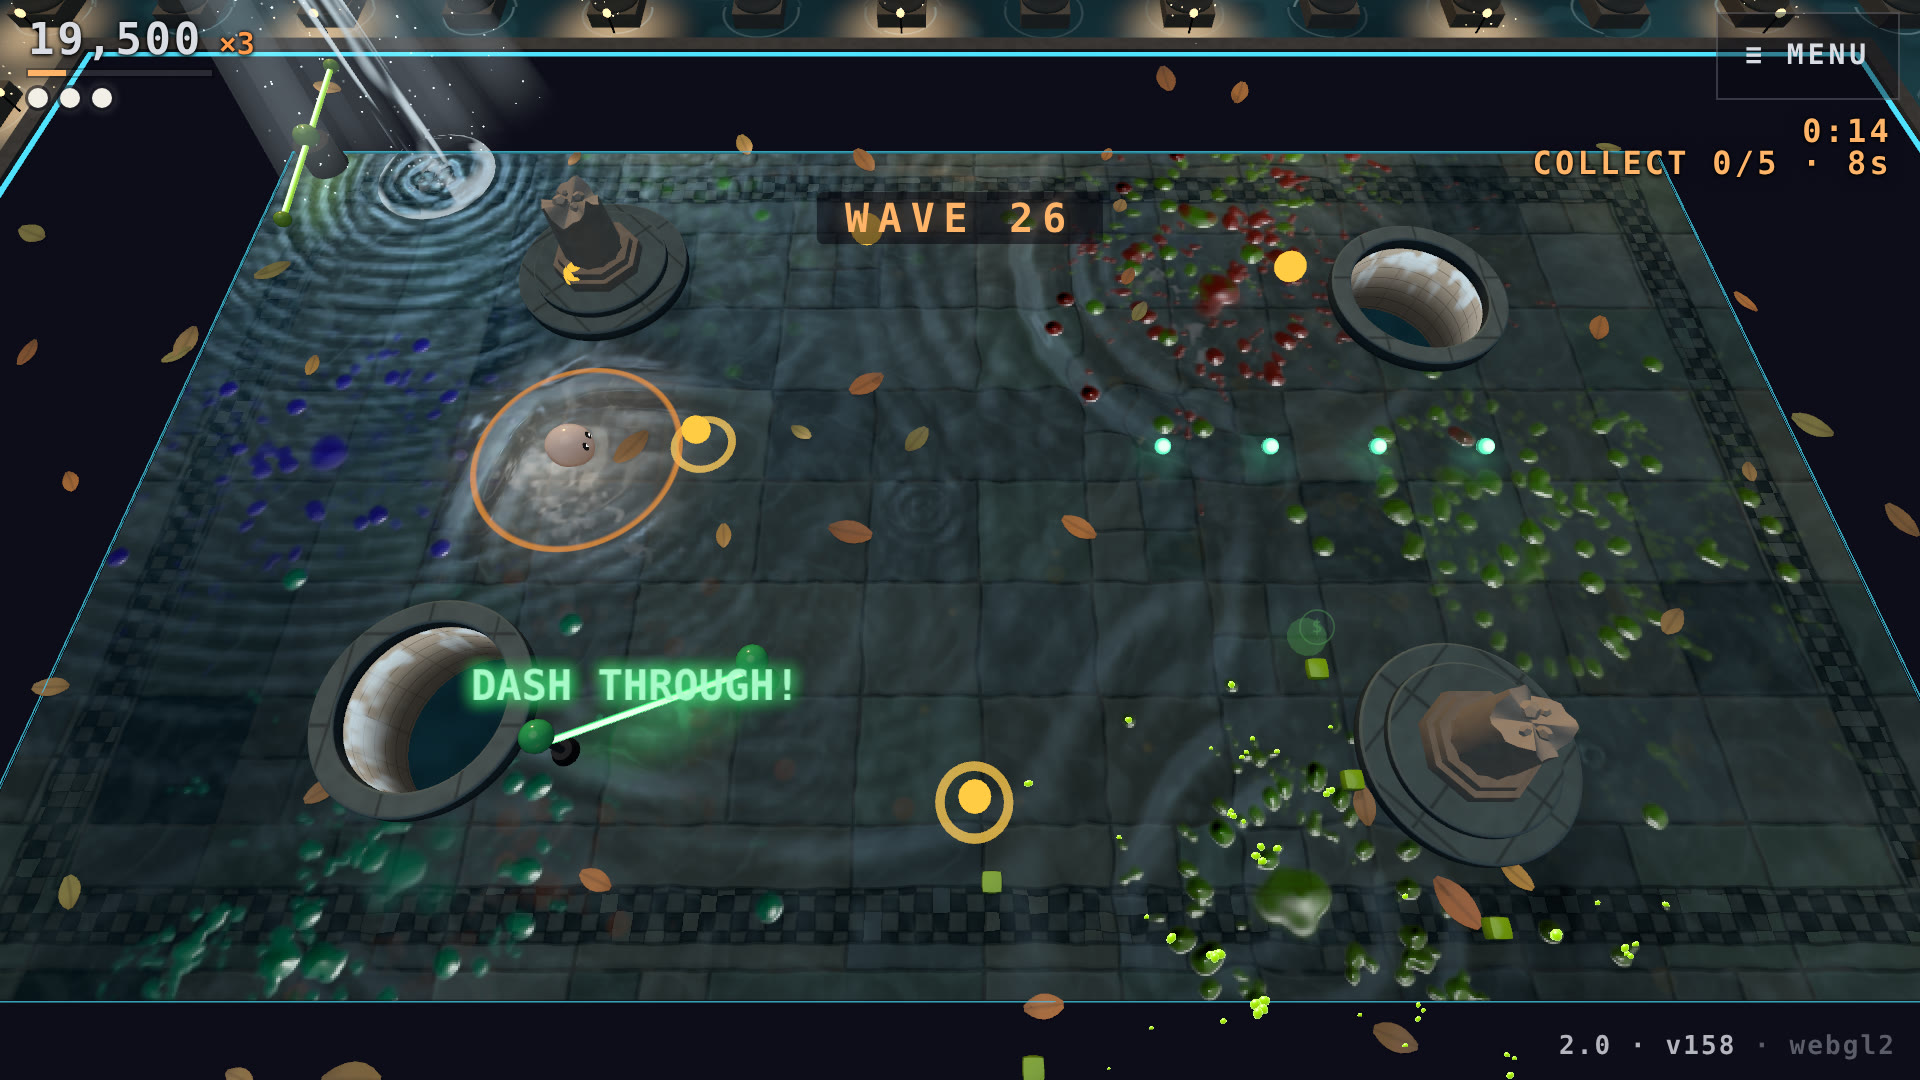 19,500 ×3
≡ MENU
0:14
COLLECT 0/5 · 8s
WAVE 26
DASH THROUGH!
2.0 · v158 · webgl2